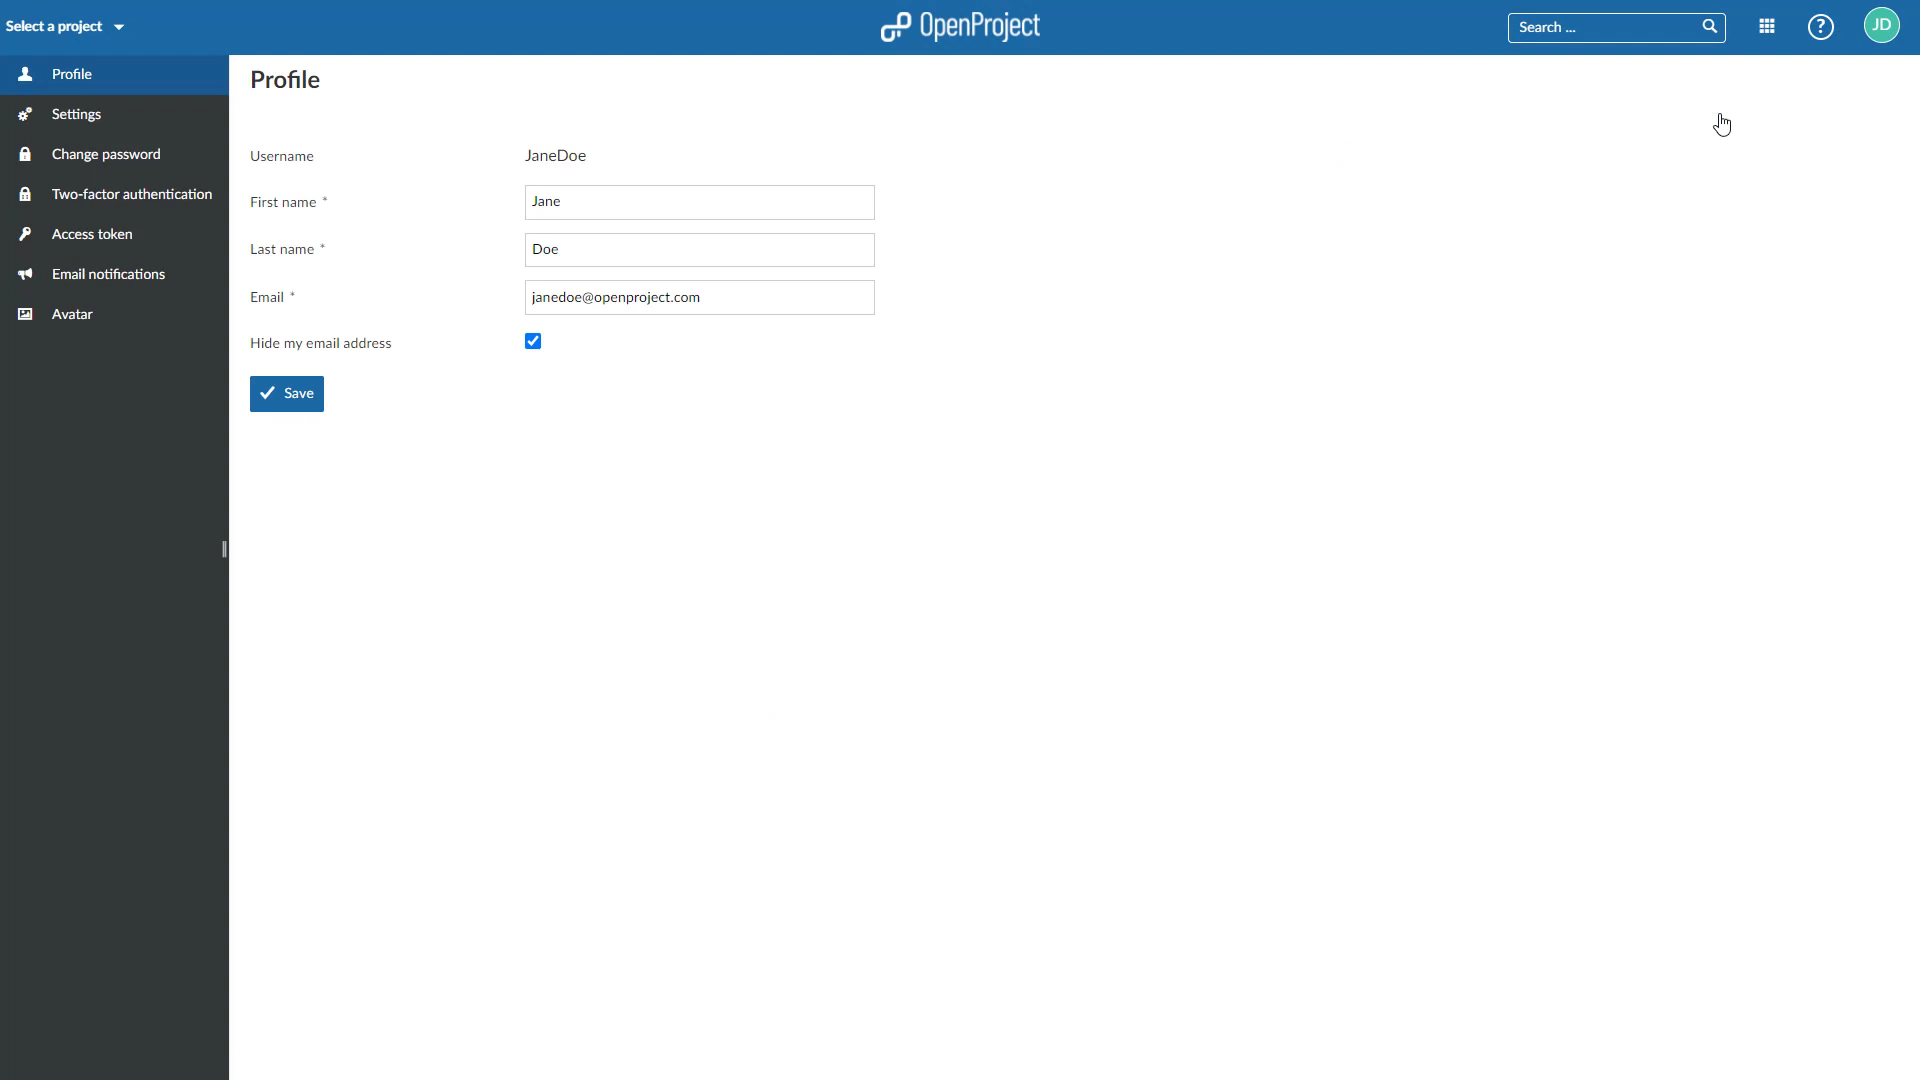 Select a project
OpenProject
Search ...
?
JD
Profile
Settings
Change password
Two-factor authentication
Access token
Email notifications
Avatar
Profile
Username JaneDoe
First name * Jane
Last name * Doe
Email * janedoe@openproject.com
Hide my email address
Save